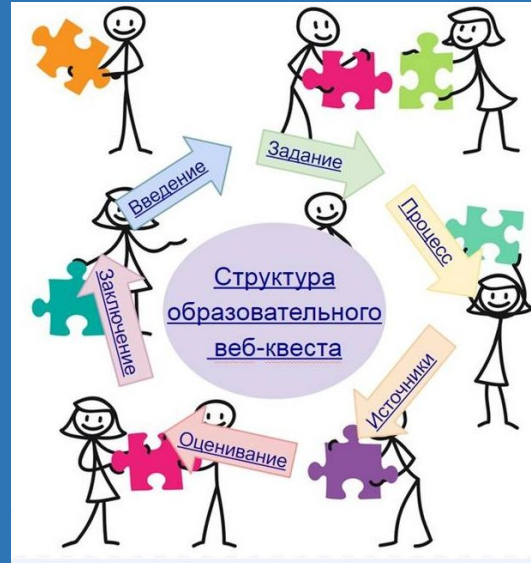 Структура
образовательного
веб-квеста
Введение
Задание
Процесс
Источники
Оценивание
Заключение